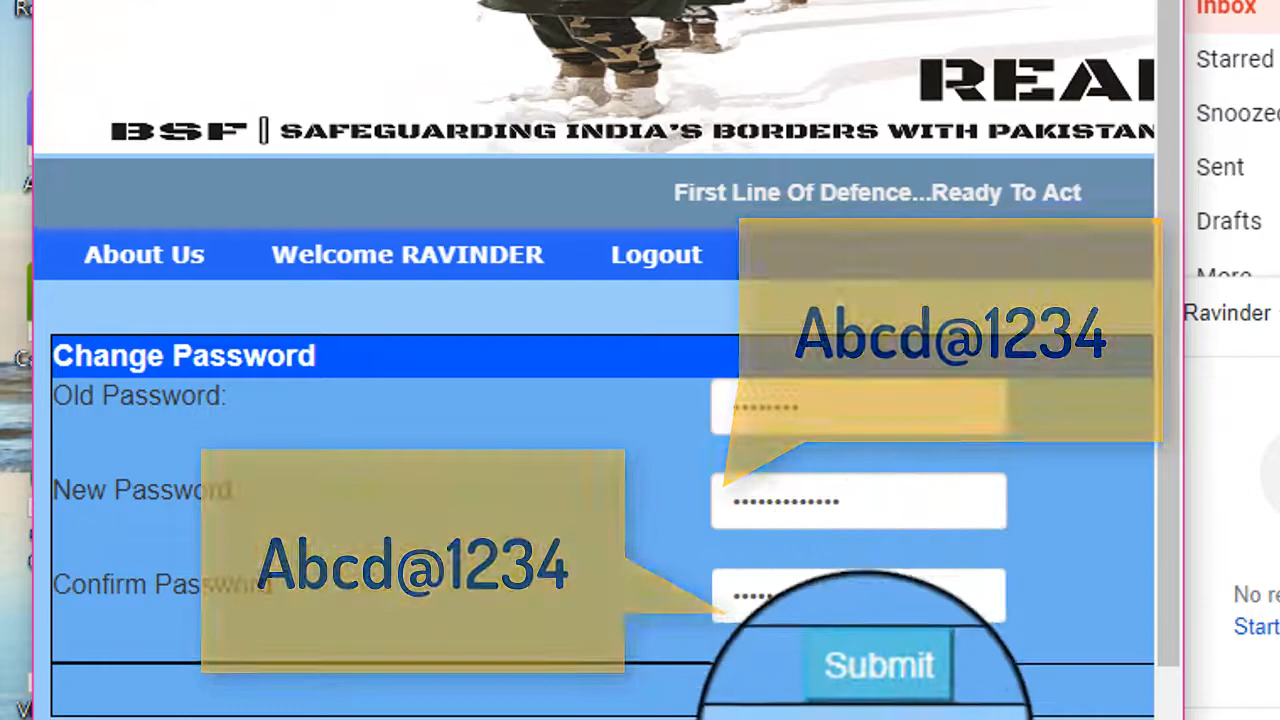 REAI
BSF | SAFEGUARDING INDIA'S BORDERS WITH PAKISTAN
First Line Of Defence...Ready To Act
About Us Welcome RAVINDER Logout
Abcd@1234
Change Password
Old Password:
New Password
Confirm Password
Abcd@1234
Submit
Inbox
Starred
Snoozed
Sent
Drafts
More
Ravinder
No re
Start